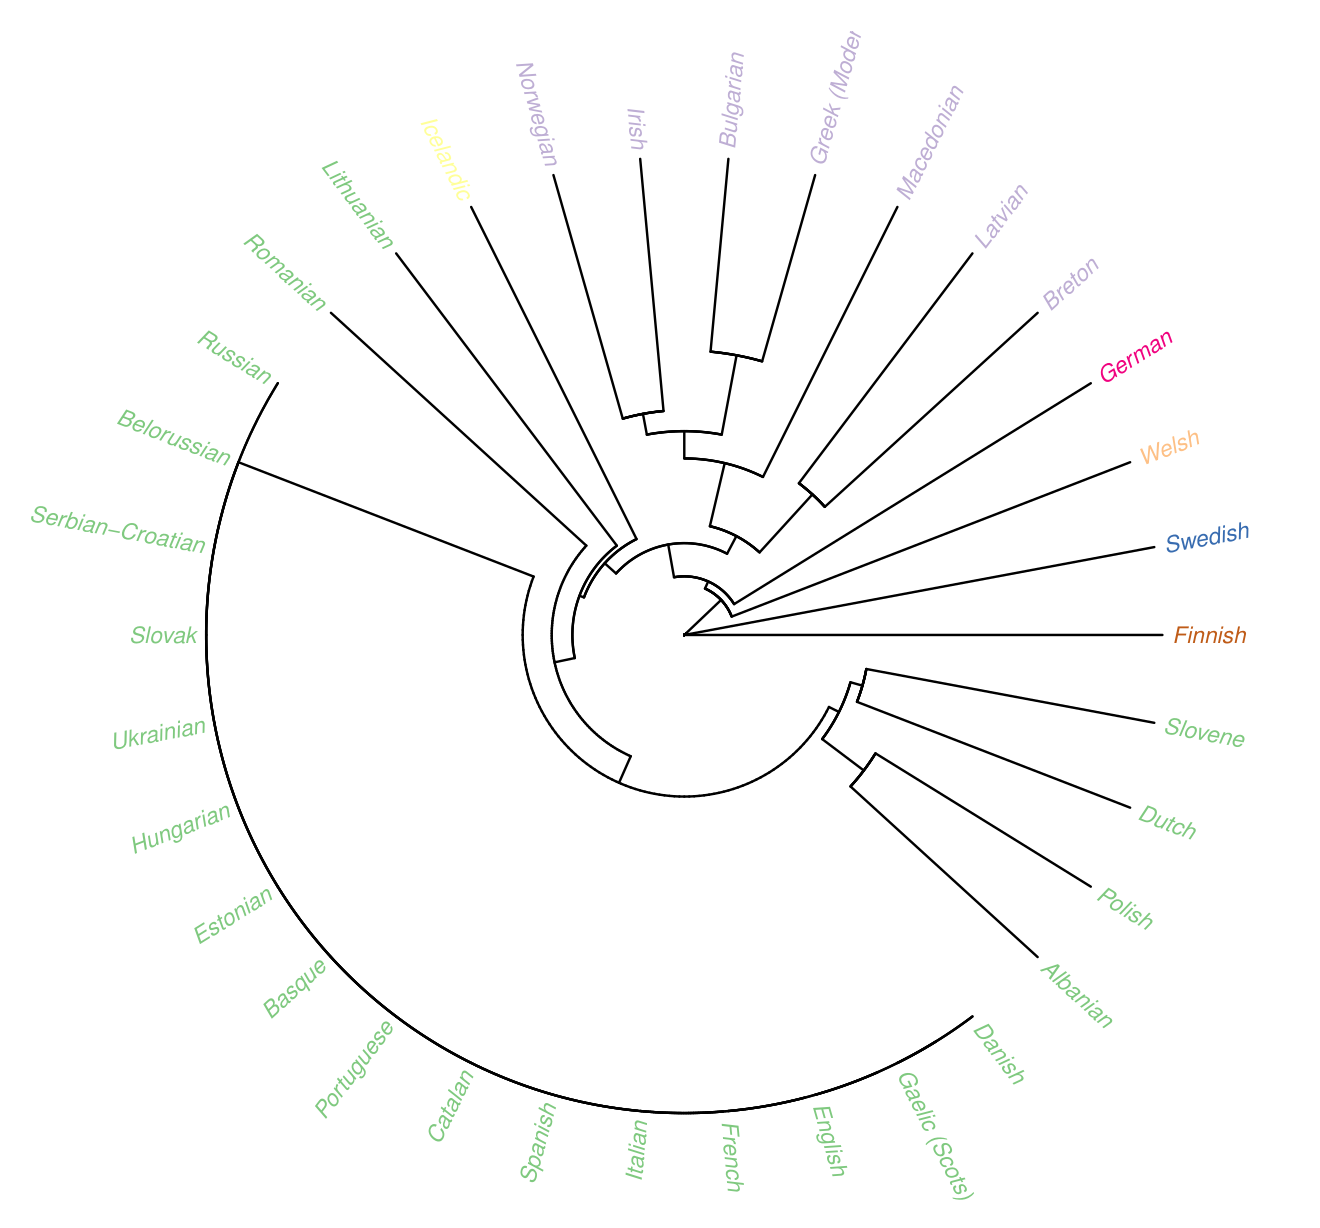 Norwegian
Irish
Bulgarian
Greek (Moder
Macedonian
Latvian
Breton
German
Welsh
Swedish
Finnish
Slovene
Dutch
Polish
Albanian
Danish
Gaelic (Scots)
English
French
Italian
Spanish
Catalan
Portuguese
Basque
Estonian
Hungarian
Ukrainian
Slovak
Serbian–Croatian
Belorussian
Russian
Romanian
Lithuanian
Icelandic